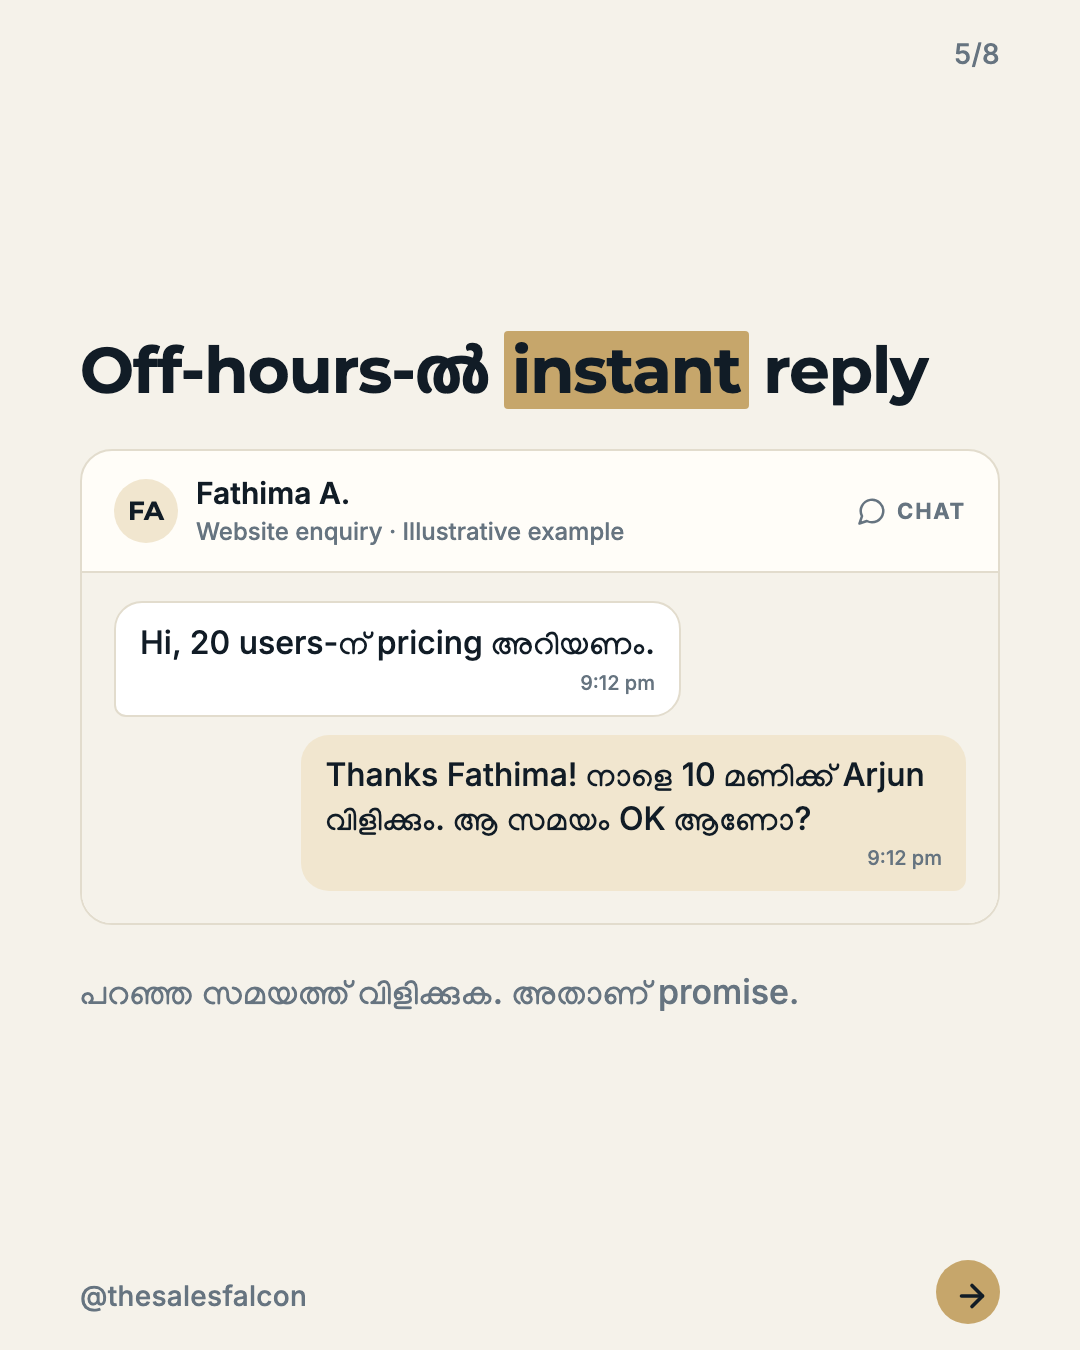 5/8
Off-hours-ൽ instant reply
FA
Fathima A.
Website enquiry · Illustrative example
CHAT
Hi, 20 users-ന് pricing അറിയണം.
9:12 pm
Thanks Fathima! നാളെ 10 മണിക്ക് Arjun
വിളിക്കും. ആ സമയം OK ആണോ?
9:12 pm
പറഞ്ഞ സമയത്ത് വിളിക്കുക. അതാണ് promise.
@thesalesfalcon